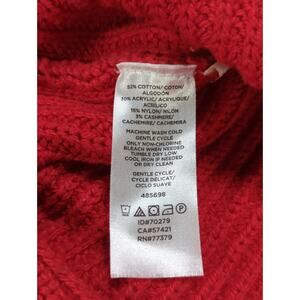 52% COTTON/COTON/
ALGODÓN
30% ACRYLIC/ACRYLIQUE/
ACRÍLICO
15% NYLON/NILÓN
3% CASHMERE/
CACHEMIRE/CACHEMIRA
MACHINE WASH COLD
GENTLE CYCLE
ONLY NON-CHLORINE
BLEACH WHEN NEEDED
TUMBLE DRY LOW
COOL IRON IF NEEDED
OR DRY CLEAN
GENTLE CYCLE/
CYCLE DÉLICAT/
CICLO SUAVE
485698
ID#70279
CA#57421
RN#77379